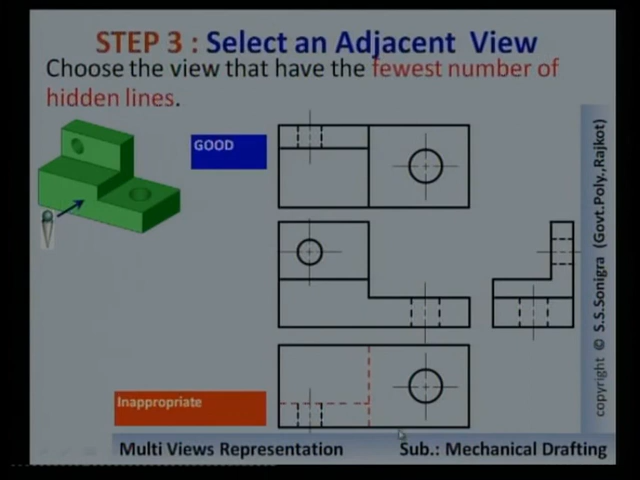 STEP 3 : Select an Adjacent View
Choose the view that have the fewest number of
hidden lines.
GOOD
Inappropriate
Multi Views Representation
Sub.: Mechanical Drafting
copyright © S.S.Sonigra (Govt.Poly.,Rajkot)